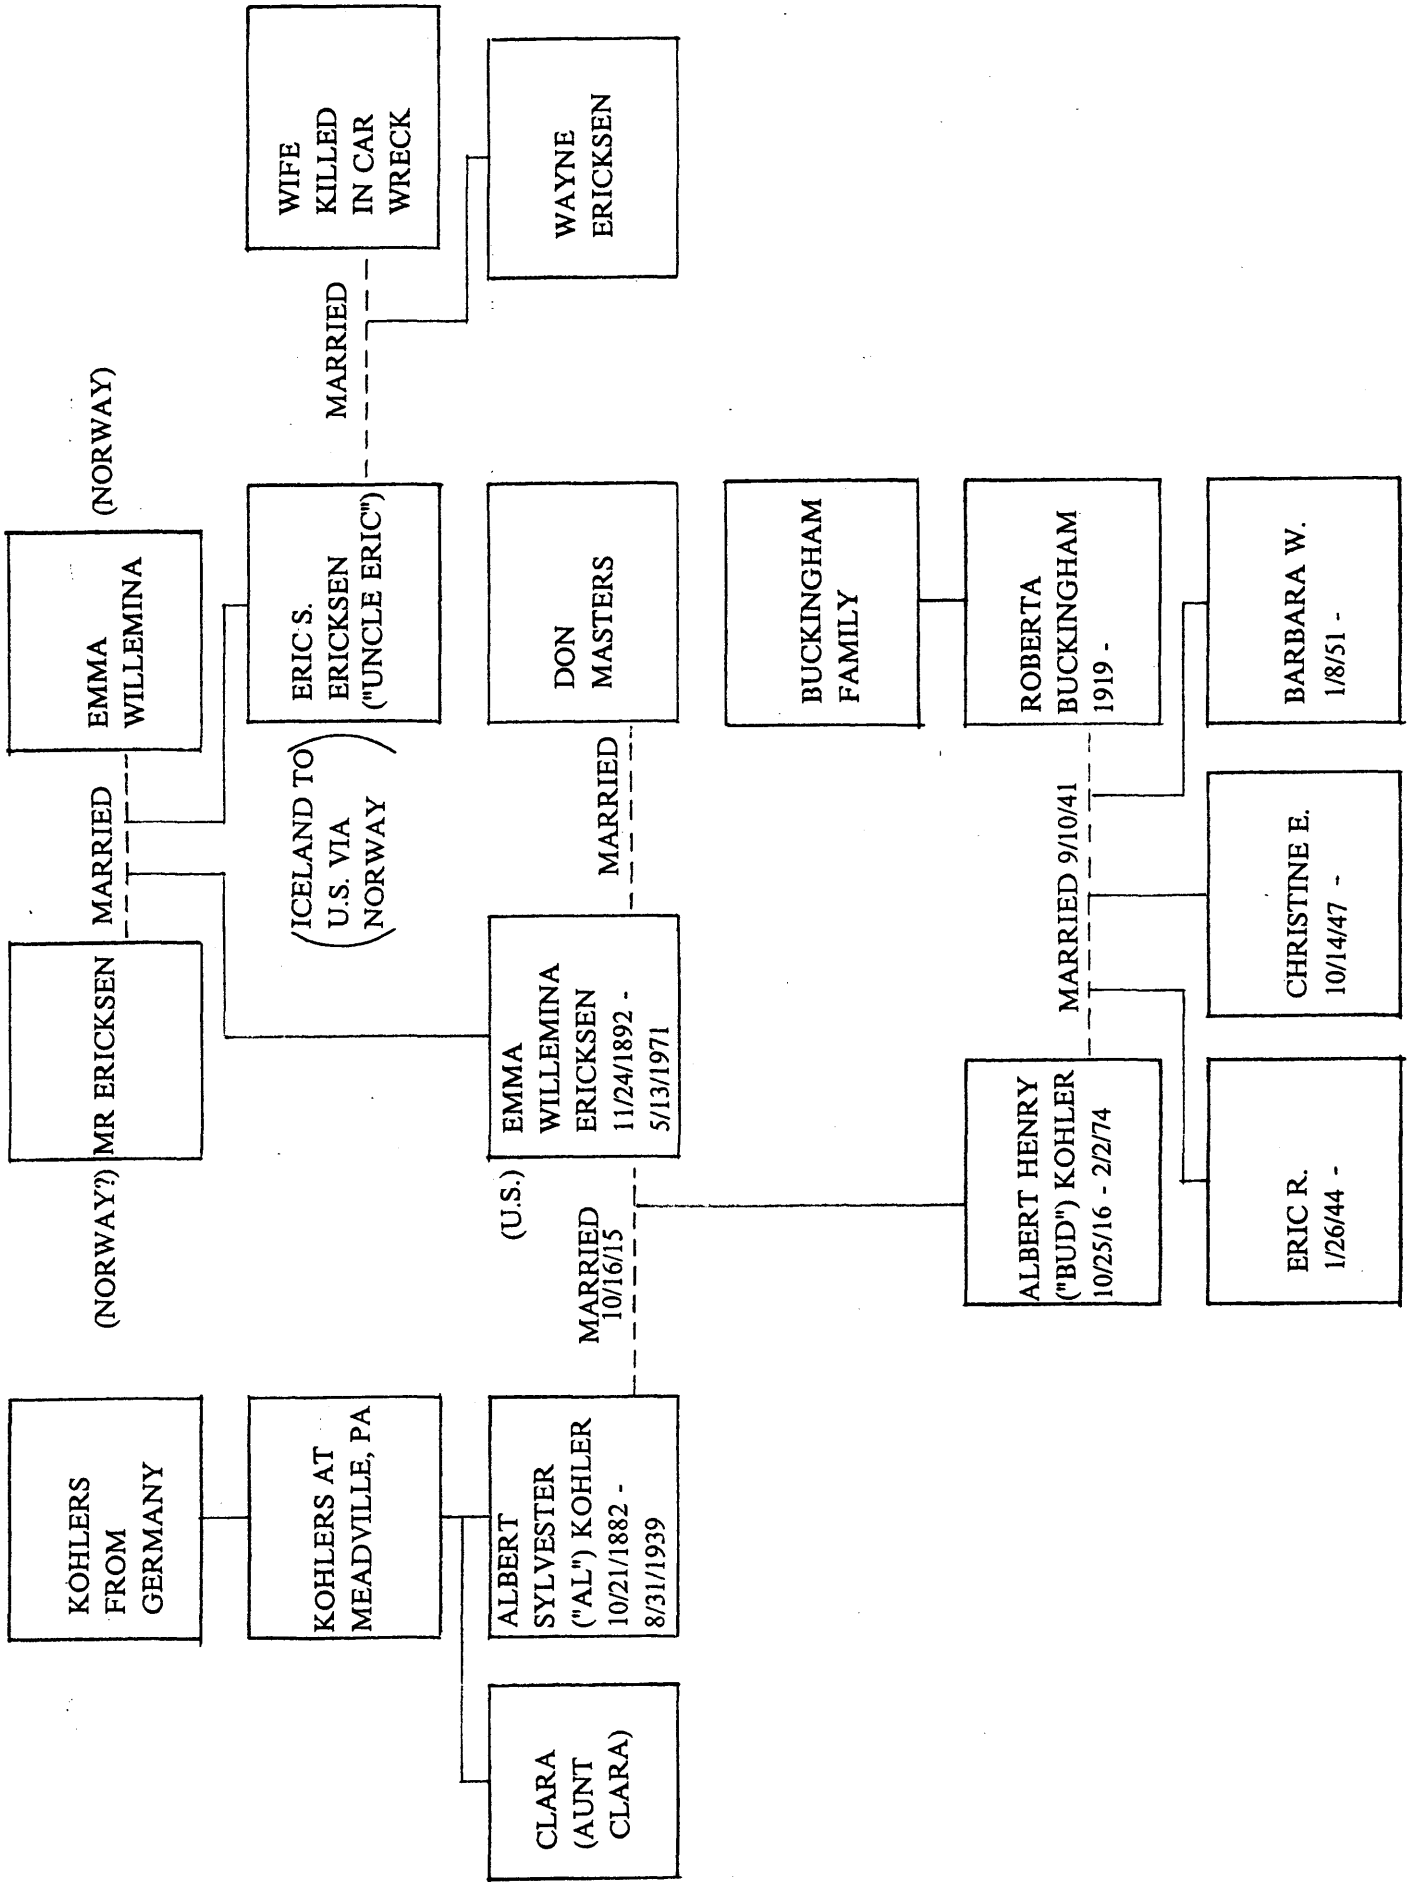 KOHLERS
FROM
GERMANY
(NORWAY?)
MR ERICKSEN
MARRIED
EMMA
WILLEMINA
(NORWAY)
KOHLERS AT
MEADVILLE, PA
(ICELAND TO
U.S. VIA
NORWAY)
ERIC S.
ERICKSEN
("UNCLE ERIC")
MARRIED
WIFE
KILLED
IN CAR
WRECK
CLARA
(AUNT
CLARA)
ALBERT
SYLVESTER
("AL") KOHLER
10/21/1882 -
8/31/1939
MARRIED
10/16/15
(U.S.)
EMMA
WILLEMINA
ERICKSEN
11/24/1892 -
5/13/1971
MARRIED
DON
MASTERS
WAYNE
ERICKSEN
BUCKINGHAM
FAMILY
ALBERT HENRY
("BUD") KOHLER
10/25/16 - 2/2/74
MARRIED 9/10/41
ROBERTA
BUCKINGHAM
1919 -
ERIC R.
1/26/44 -
CHRISTINE E.
10/14/47 -
BARBARA W.
1/8/51 -